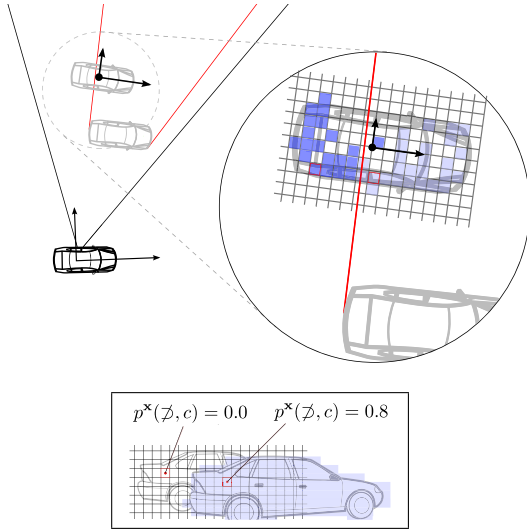 p^x(⊅, c) = 0.0 p^x(⊅, c) = 0.8